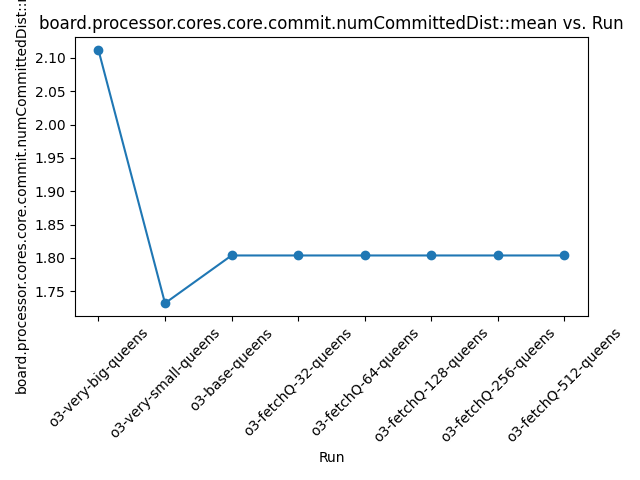 board.processor.cores.core.commit.numCommittedDist::mean vs. Run
board.processor.cores.core.commit.numCommittedDist::
2.10
2.05
2.00
1.95
1.90
1.85
1.80
1.75
o3-very-big-queens
o3-very-small-queens
o3-base-queens
o3-fetchQ-32-queens
o3-fetchQ-64-queens
o3-fetchQ-128-queens
o3-fetchQ-256-queens
o3-fetchQ-512-queens
Run